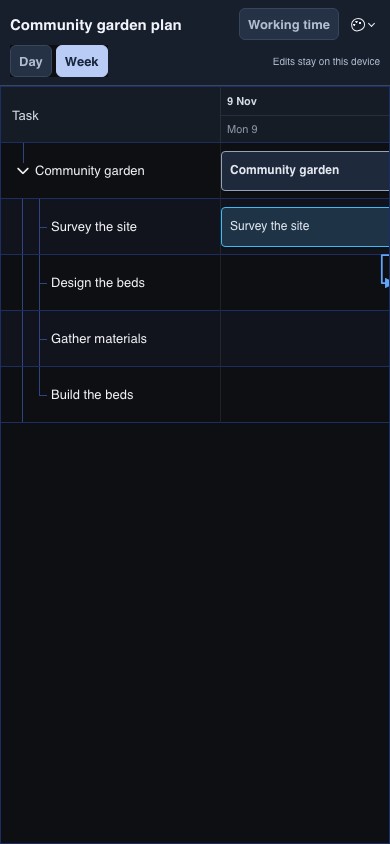 Community garden plan
Working time
Day
Week
Edits stay on this device
Task
9 Nov
Mon 9
Community garden
Community garden
Survey the site
Survey the site
Design the beds
Gather materials
Build the beds